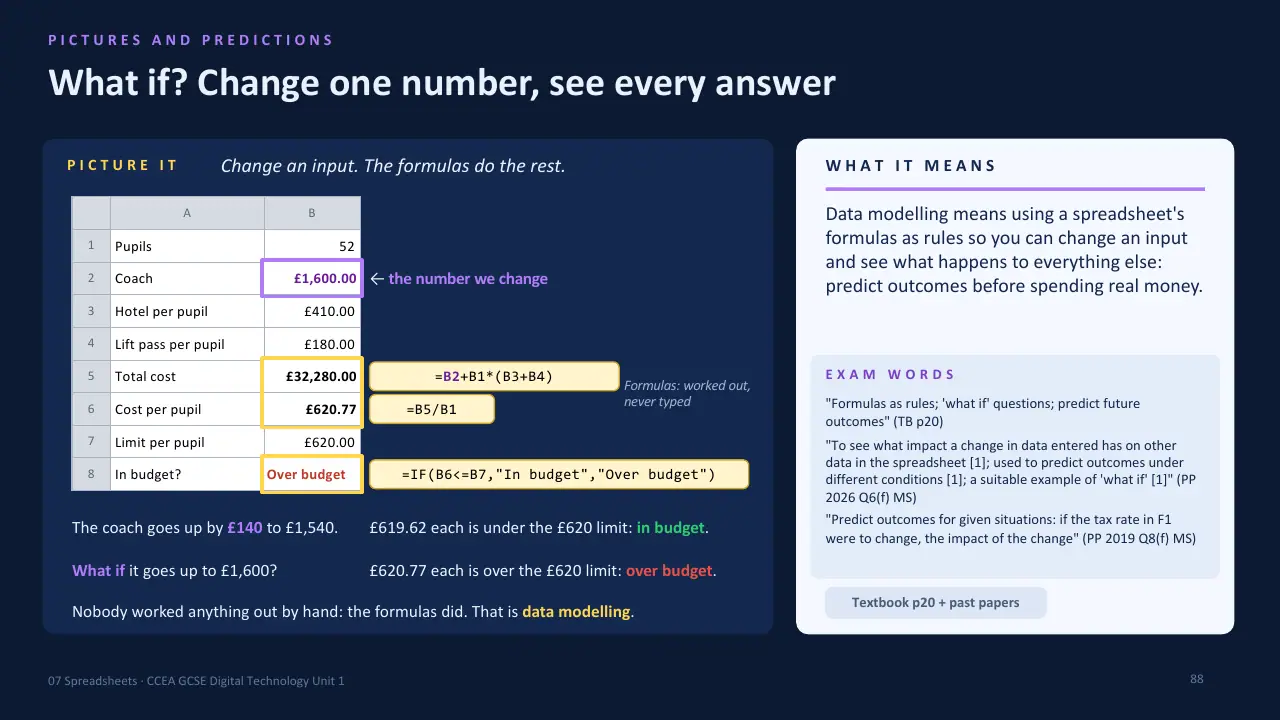 PICTURES AND PREDICTIONS
What if? Change one number, see every answer
PICTURE IT
Change an input. The formulas do the rest.
A B
1 Pupils 52
2 Coach £1,600.00 ← the number we change
3 Hotel per pupil £410.00
4 Lift pass per pupil £180.00
5 Total cost £32,280.00 =B2+B1*(B3+B4)
6 Cost per pupil £620.77 =B5/B1
Formulas: worked out,
never typed
7 Limit per pupil £620.00
8 In budget? Over budget =IF(B6<=B7,"In budget","Over budget")
The coach goes up by £140 to £1,540. £619.62 each is under the £620 limit: in budget.
What if it goes up to £1,600? £620.77 each is over the £620 limit: over budget.
Nobody worked anything out by hand: the formulas did. That is data modelling.
WHAT IT MEANS
Data modelling means using a spreadsheet's
formulas as rules so you can change an input
and see what happens to everything else:
predict outcomes before spending real money.
EXAM WORDS
"Formulas as rules; 'what if' questions; predict future
outcomes" (TB p20)
"To see what impact a change in data entered has on other
data in the spreadsheet [1]; used to predict outcomes under
different conditions [1]; a suitable example of 'what if' [1]" (PP
2026 Q6(f) MS)
"Predict outcomes for given situations: if the tax rate in F1
were to change, the impact of the change" (PP 2019 Q8(f) MS)
Textbook p20 + past papers
07 Spreadsheets · CCEA GCSE Digital Technology Unit 1
88